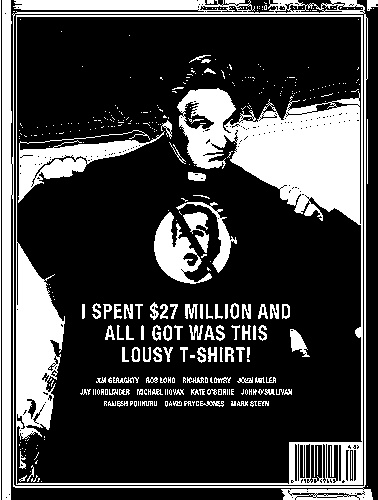 I SPENT $27 MILLION AND
ALL I GOT WAS THIS
LOUSY T-SHIRT!
JIM GERAGHTY ROB LONG RICHARD LOWRY JOHN MILLER
JAY NORDLINGER MICHAEL NOVAK KATE O'BEIRNE JOHN O'SULLIVAN
RAMESH PONNURU DAVID PRYCE-JONES MARK STEYN